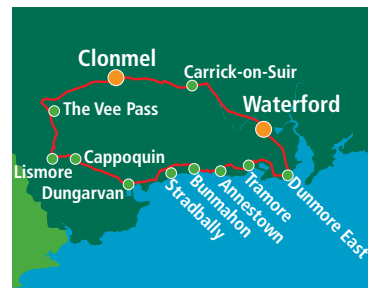 Clonmel
Carrick-on-Suir
The Vee Pass
Waterford
Cappoquin
Lismore
Dungarvan
Stradbally
Bunmahon
Annestown
Tramore
Dunmore East